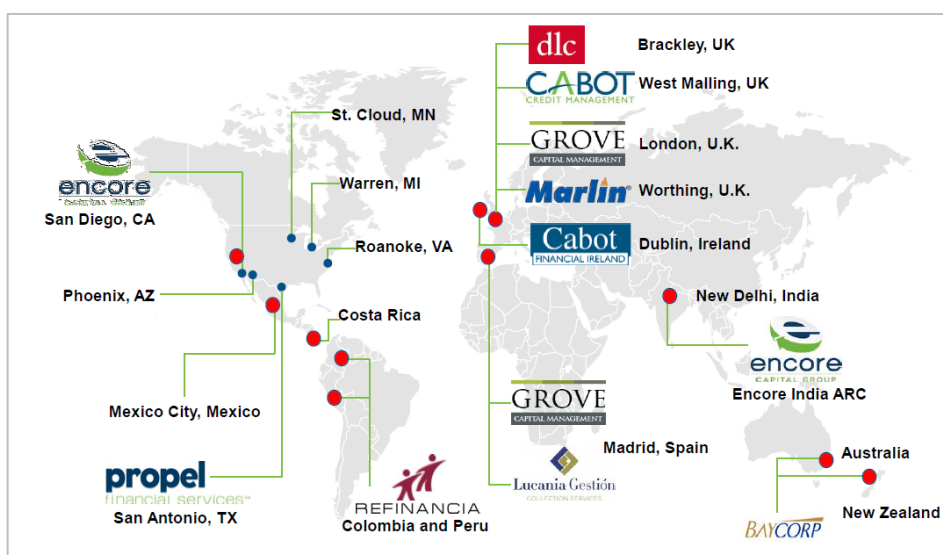 dlc
Brackley, UK
CABOT
CREDIT MANAGEMENT
West Malling, UK
St. Cloud, MN
GROVE
CAPITAL MANAGEMENT
London, U.K.
encore
CAPITAL GROUP
San Diego, CA
Warren, MI
Marlin®
Worthing, U.K.
Roanoke, VA
Cabot
FINANCIAL IRELAND
Dublin, Ireland
Phoenix, AZ
New Delhi, India
Costa Rica
encore
CAPITAL GROUP
Encore India ARC
Mexico City, Mexico
GROVE
CAPITAL MANAGEMENT
Madrid, Spain
Australia
propel
financial services™
San Antonio, TX
REFINANCIA
Colombia and Peru
Lucania Gestión
COLLECTION SERVICES
New Zealand
BAYCORP